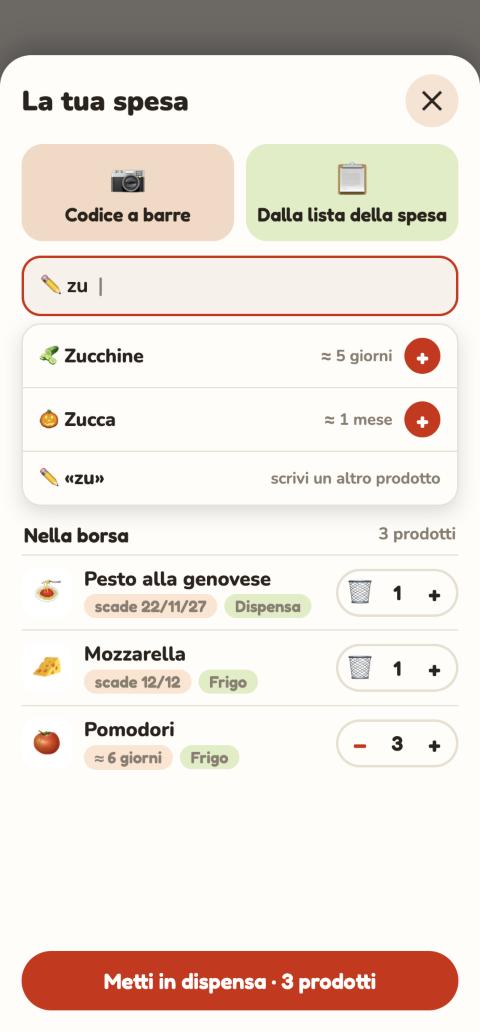 La tua spesa
Codice a barre
Dalla lista della spesa
zu |
Zucchine ≈ 5 giorni +
Zucca ≈ 1 mese +
«zu» scrivi un altro prodotto
Nella borsa 3 prodotti
Pesto alla genovese
scade 22/11/27 Dispensa
1 +
Mozzarella
scade 12/12 Frigo
1 +
Pomodori
≈ 6 giorni Frigo
− 3 +
Metti in dispensa · 3 prodotti